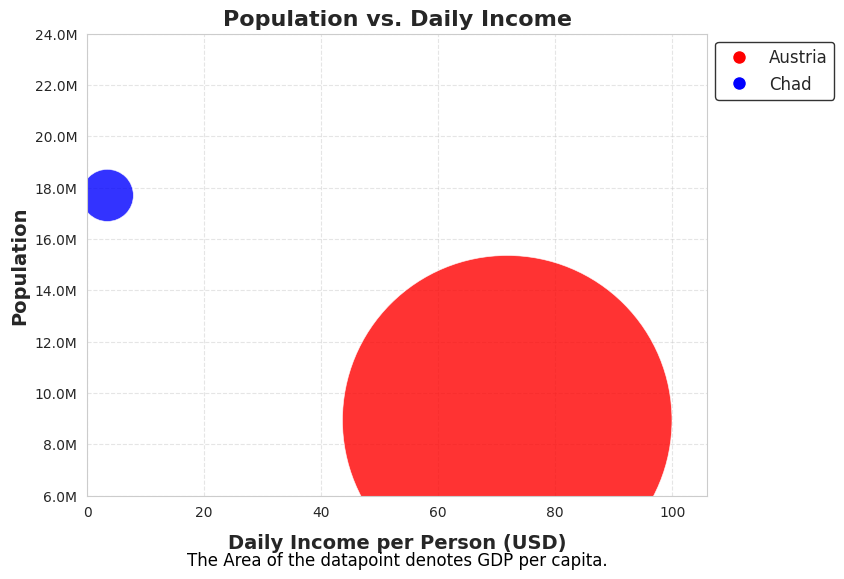 Population vs. Daily Income
24.0M
22.0M
20.0M
18.0M
16.0M
14.0M
12.0M
10.0M
8.0M
6.0M
Population
0 20 40 60 80 100
Daily Income per Person (USD)
The Area of the datapoint denotes GDP per capita.
Austria
Chad